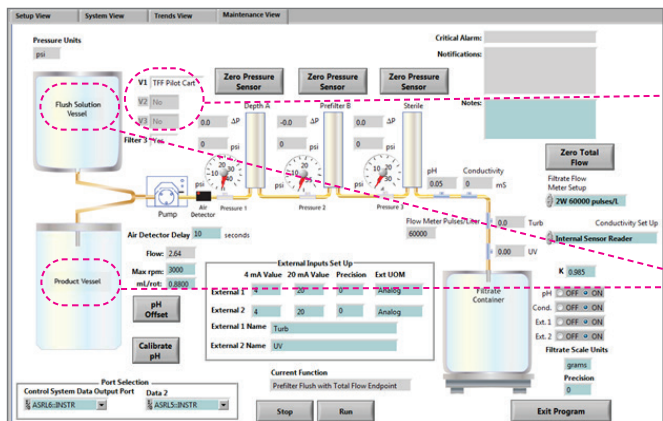 Setup View
System View
Trends View
Maintenance View
Pressure Units
psi
Critical Alarm:
Notifications:
Notes:
V1 TFF Pilot Cart
V2 No
V3 No
Filter 3 Yes
Flush Solution
Vessel
Zero Pressure
Sensor
Zero Pressure
Sensor
Zero Pressure
Sensor
Depth A
Prefilter B
Sterile
0.0 ΔP
-0.0 ΔP
0.0 ΔP
0 psi
0 psi
0 psi
psi
psi
psi
Pump
Air
Detector
Pressure 1
Pressure 2
Pressure 3
pH
0.05
Conductivity
0 mS
Zero Total
Flow
Filtrate Flow
Meter Setup
2W 60000 pulses/L
Flow Meter Pulses/Liter
60000
0.0 Turb
0.00 UV
Conductivity Set Up
Internal Sensor Reader
K 0.985
Air Detector Delay 10 seconds
Flow: 2.64
Max rpm: 3000
mL/rot: 0.8800
Product Vessel
pH
Offset
Calibrate
pH
External Inputs Set Up
4 mA Value 20 mA Value Precision Ext UOM
External 1 4 20 0 Analog
External 2 4 20 0 Analog
External 1 Name Turb
External 2 Name UV
Filtrate
Container
pH OFF ON
Cond. OFF ON
Ext. 1 OFF ON
Ext. 2 OFF ON
Filtrate Scale Units
grams
Precision
0
Port Selection
Control System Data Output Port
ASRL6::INSTR
Data 2
ASRL5::INSTR
Current Function
Prefilter Flush with Total Flow Endpoint
Stop
Run
Exit Program